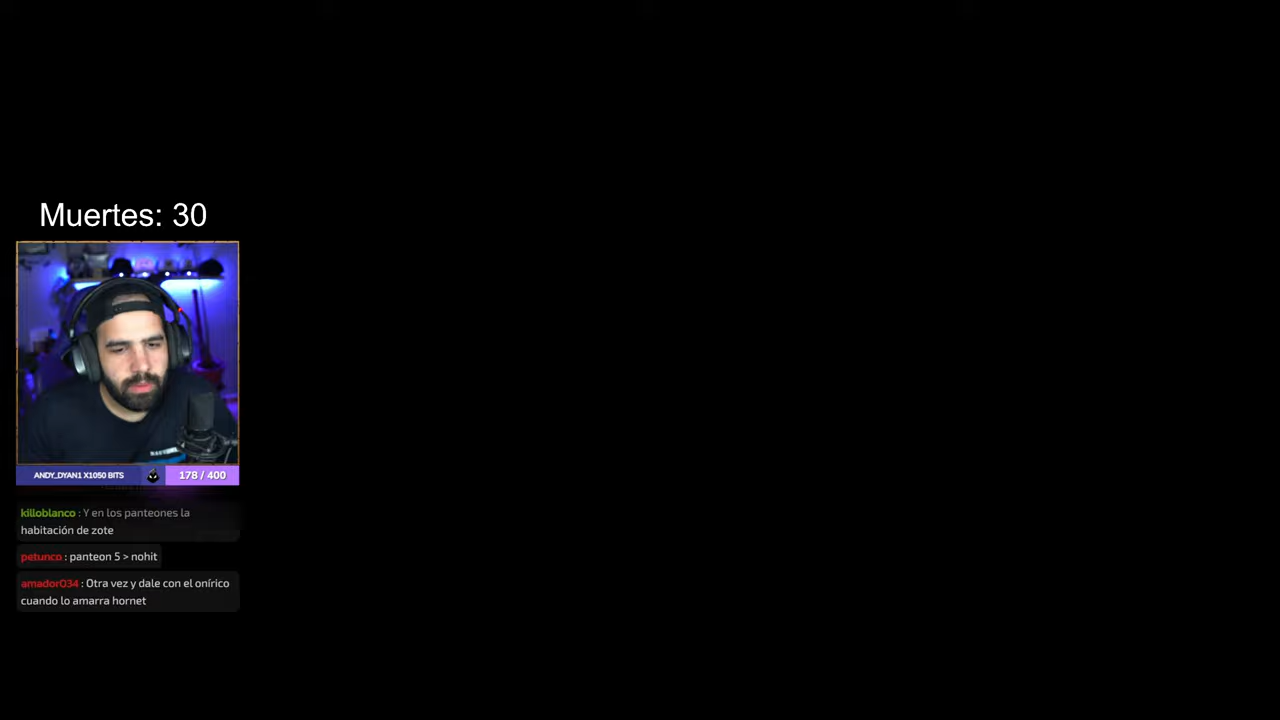 Muertes: 30
ANDY_DYAN1 X1050 BITS
178 / 400
killoblanco : Y en los panteones la
habitación de zote
petunco : panteon 5 > nohit
amador034 : Otra vez y dale con el onírico
cuando lo amarra hornet